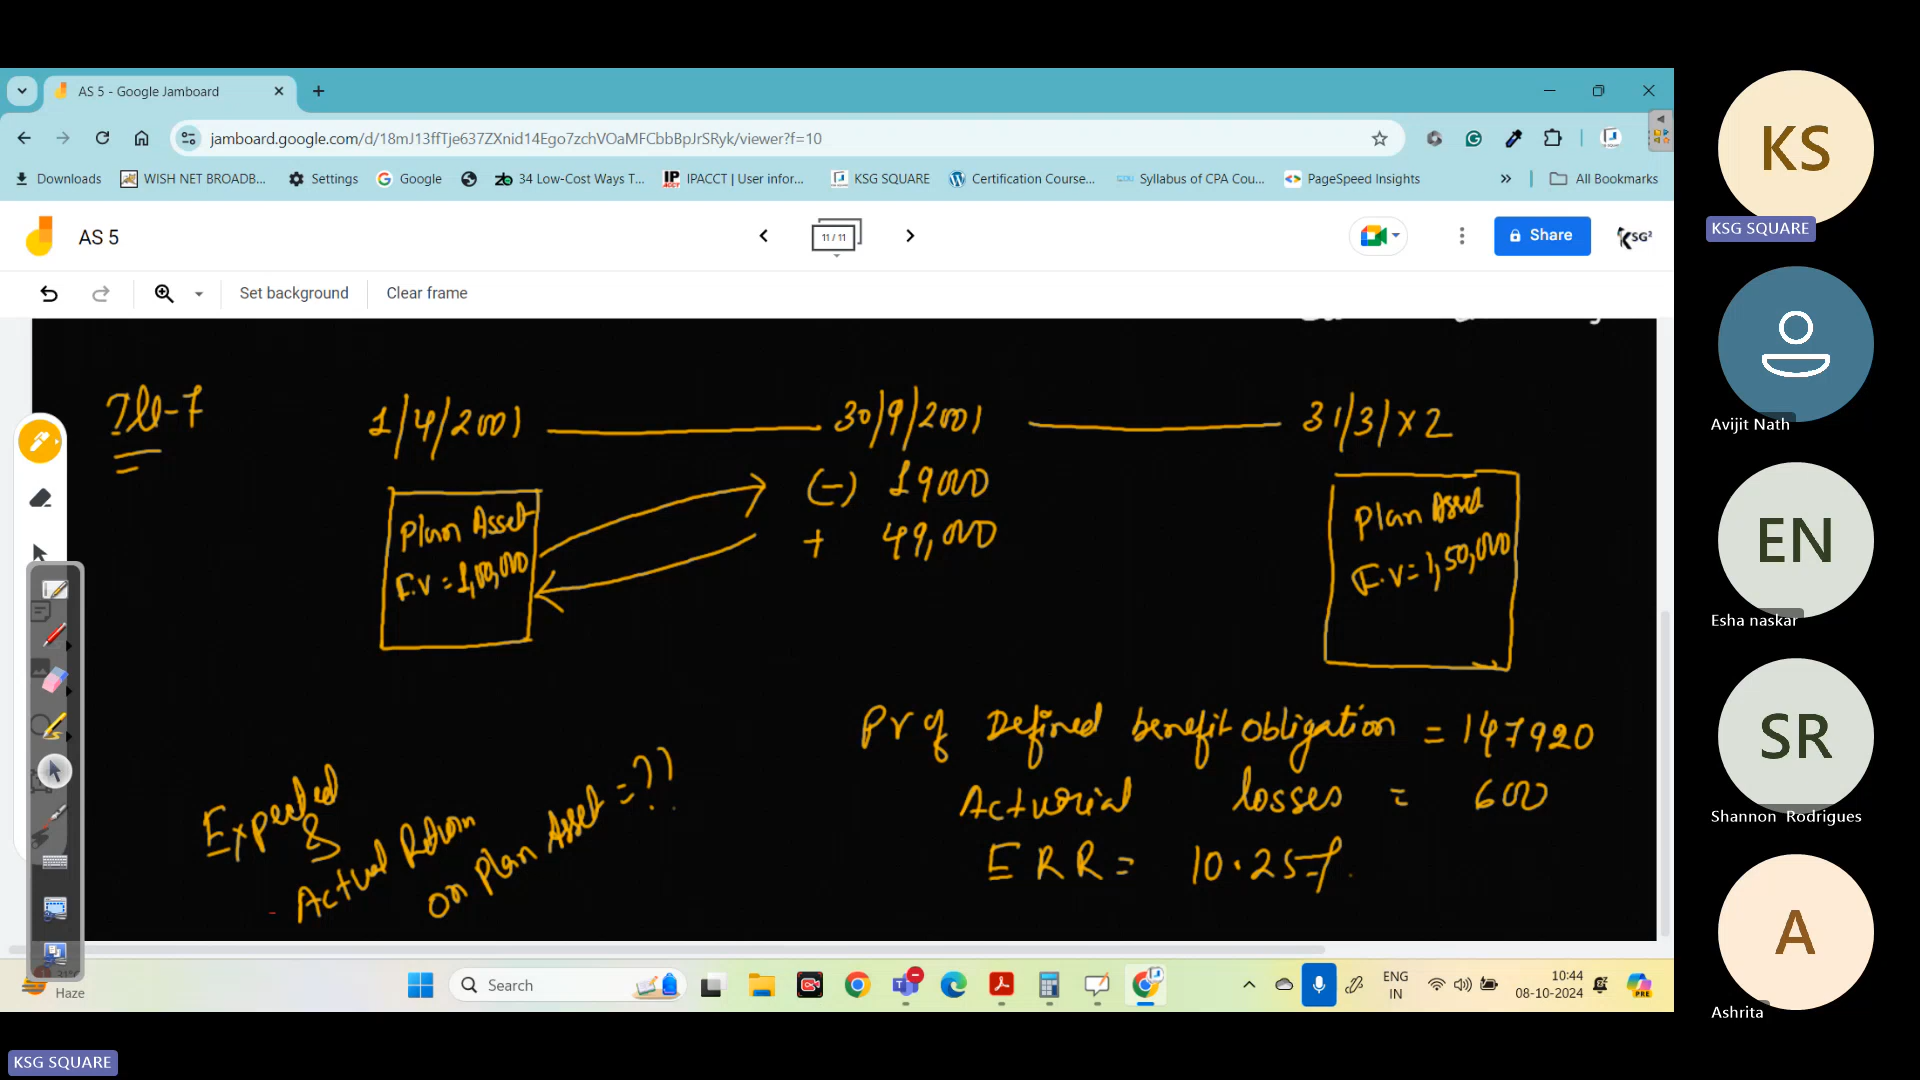 AS 5 - Google Jamboard
jamboard.google.com/d/18mJ13ffTje637ZXnid14Ego7zchVOaMFCbbBpJrSRyk/viewer?f=10
Downloads WISH NET BROADB... Settings Google 34 Low-Cost Ways T... IPACCT | User infor... KSG SQUARE Certification Course... Syllabus of CPA Cou... PageSpeed Insights » All Bookmarks
AS 5 11 / 11 Share KSG²
Set background Clear frame
1/4/2001 30/9/2001 31/3/x2
(-) 19000
+ 49,000
Plan Asset
F.V = 1,00,000
Plan Asset
F.V = 1,50,000
PV of Defined benefit obligation = 147920
Actuarial losses = 600
ERR = 10.25%
Expected
&
Actual Return
on plan Asset = ??
31°C
Haze
Search
ENG
IN
10:44
08-10-2024
PRE
KS
KSG SQUARE
Avijit Nath
EN
Esha naskar
SR
Shannon Rodrigues
A
Ashrita
KSG SQUARE